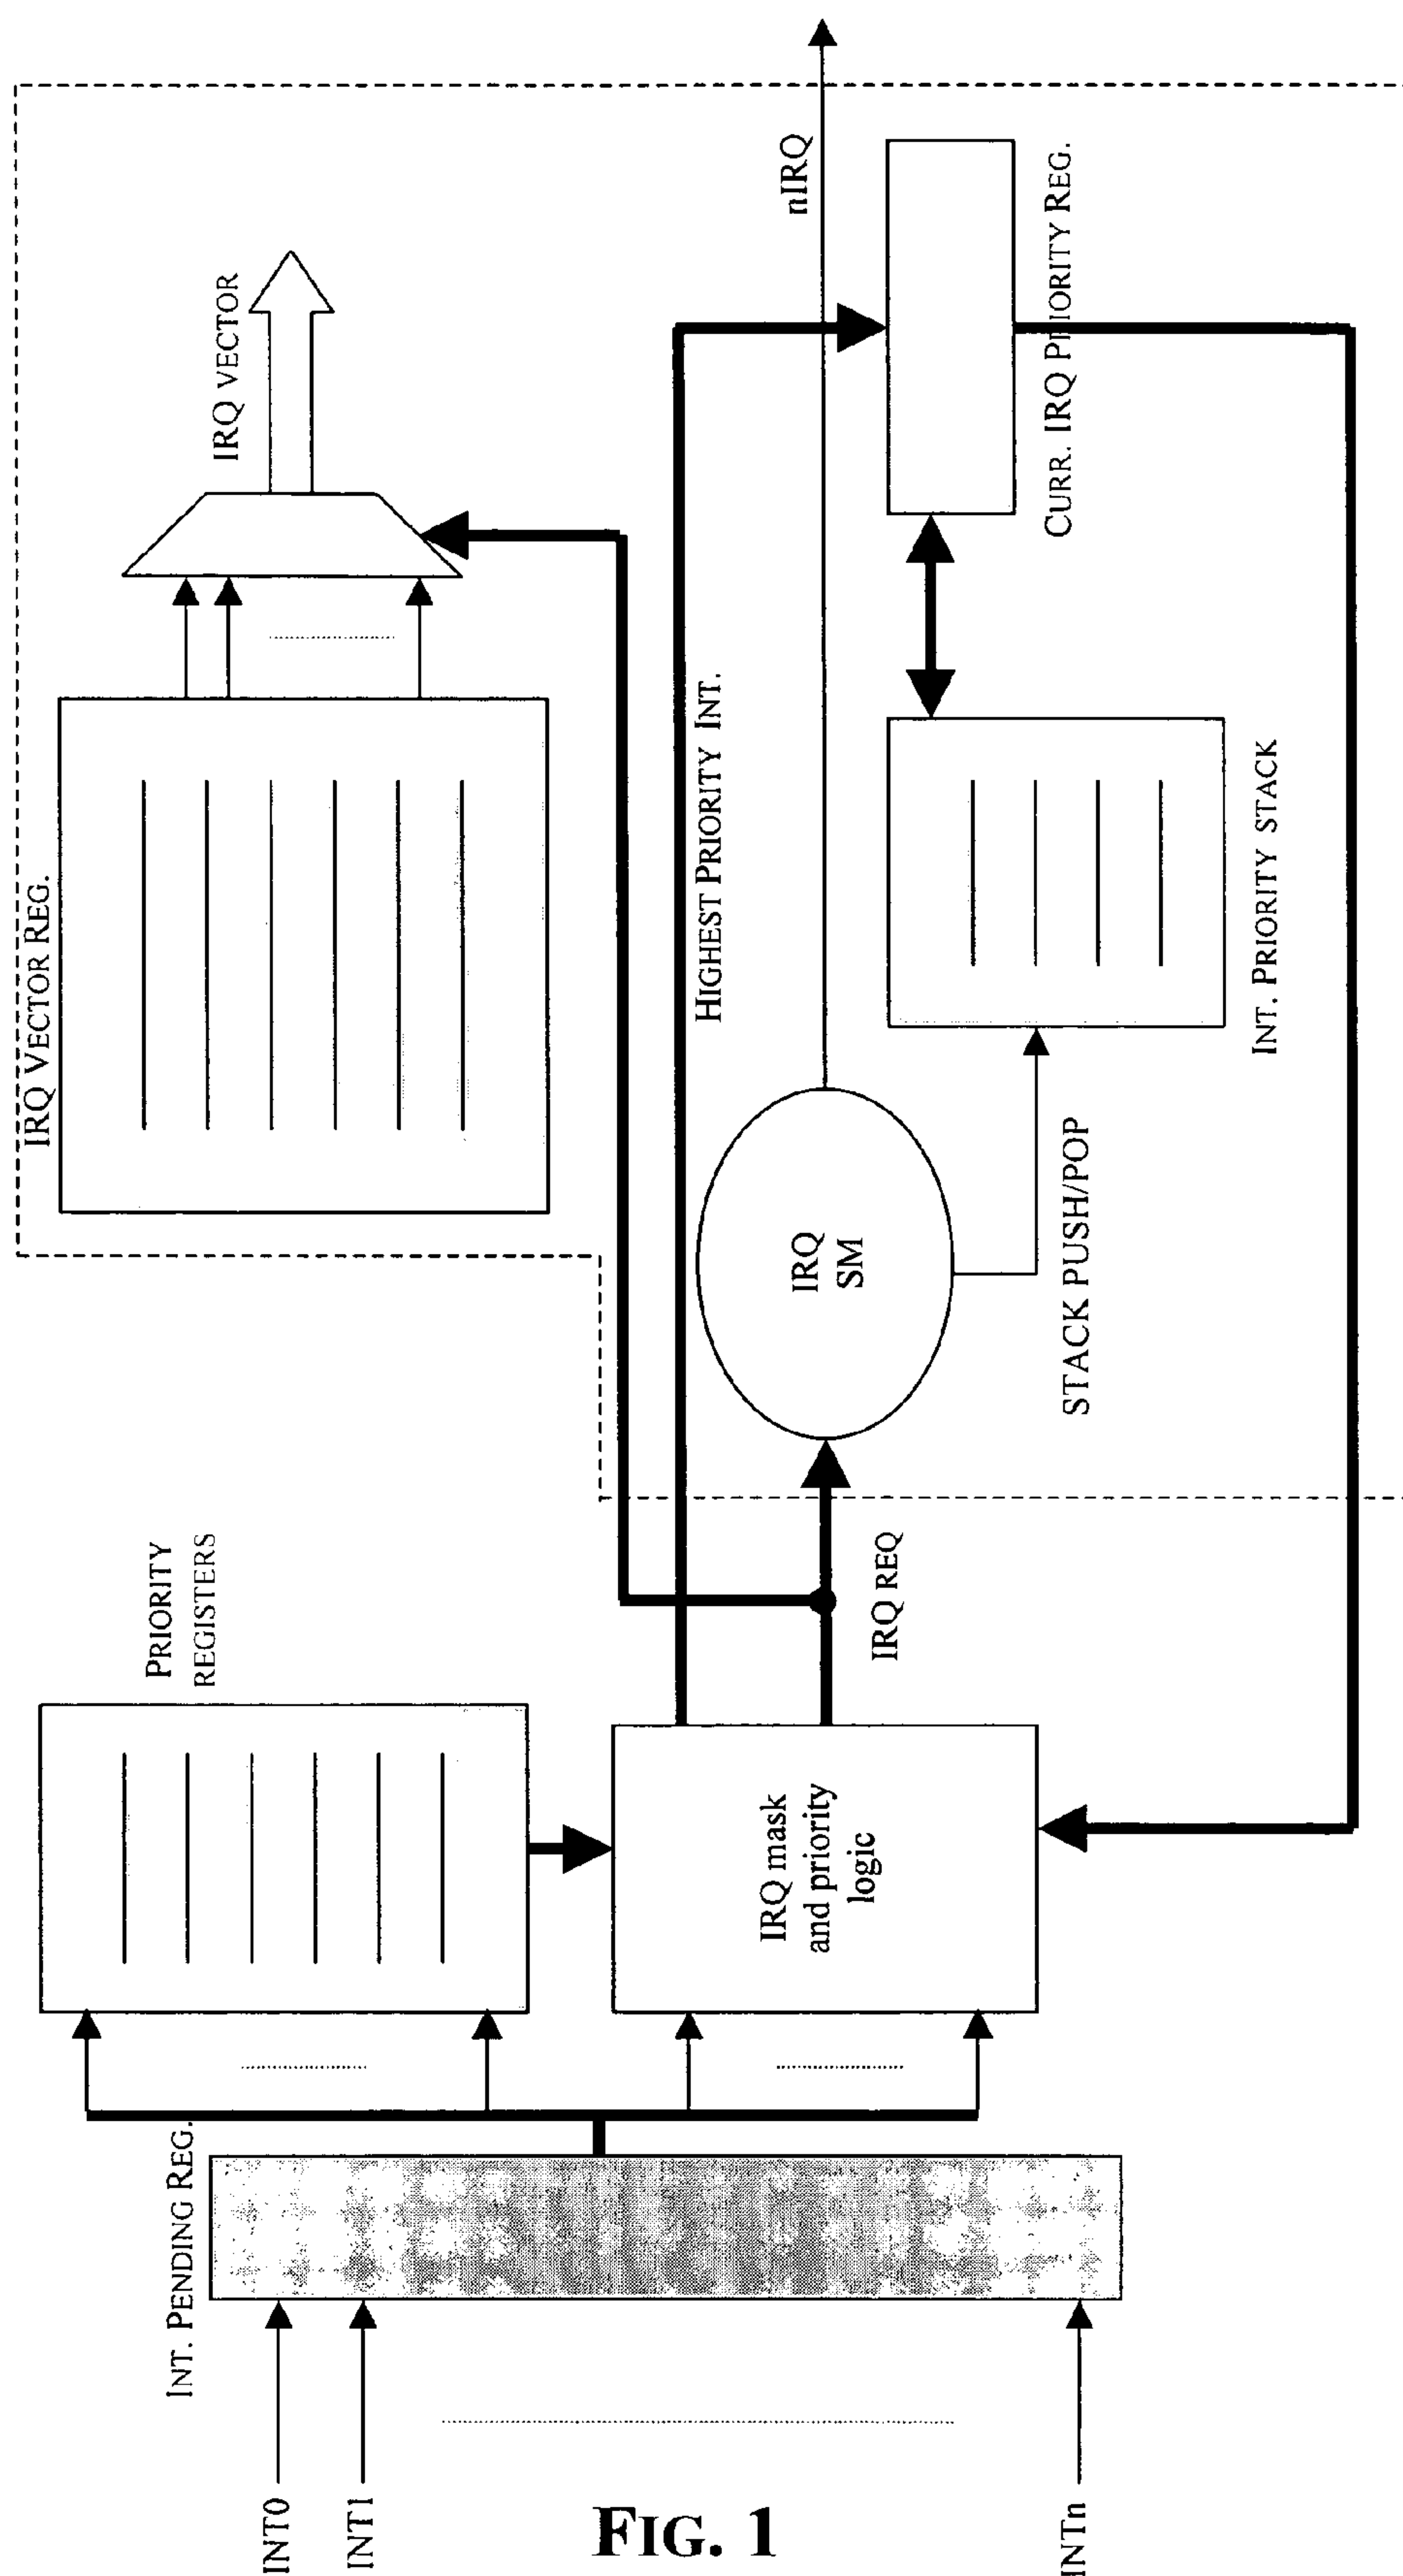 INT0
INT1
INTn
INT. PENDING REG.
PRIORITY
REGISTERS
IRQ mask
and priority
logic
IRQ REQ
IRQ VECTOR REG.
IRQ VECTOR
HIGHEST PRIORITY INT.
IRQ
SM
STACK PUSH/POP
INT. PRIORITY STACK
nIRQ
CURR. IRQ PRIORITY REG.
FIG. 1